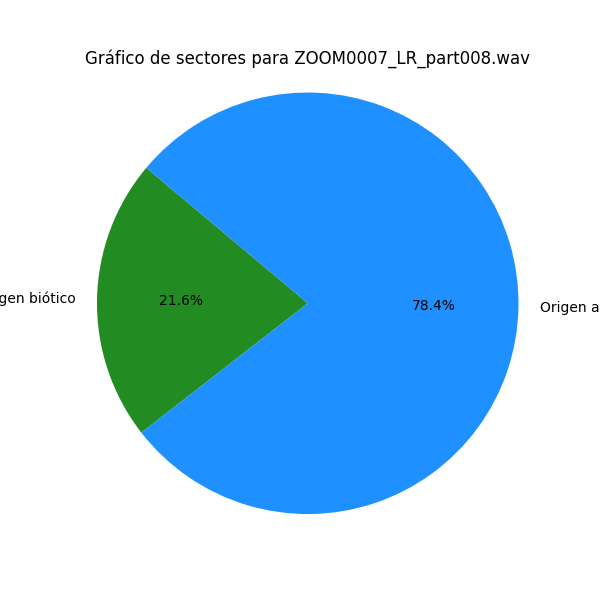 Gráfico de sectores para ZOOM0007_LR_part008.wav
gen biótico
21.6%
78.4%
Origen a